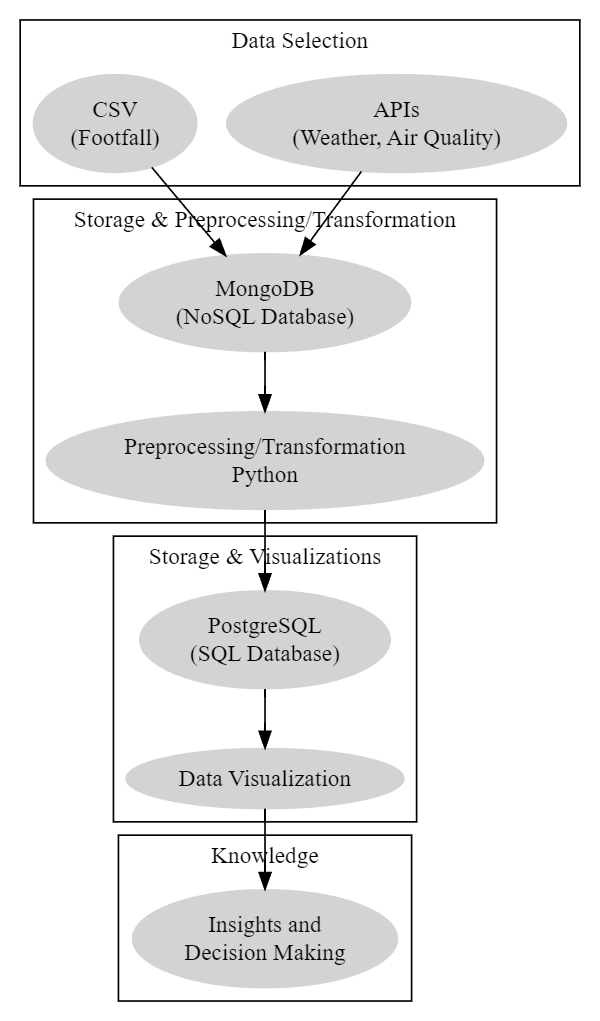 Data Selection
CSV
(Footfall)
APIs
(Weather, Air Quality)
Storage & Preprocessing/Transformation
MongoDB
(NoSQL Database)
Preprocessing/Transformation
Python
Storage & Visualizations
PostgreSQL
(SQL Database)
Data Visualization
Knowledge
Insights and
Decision Making